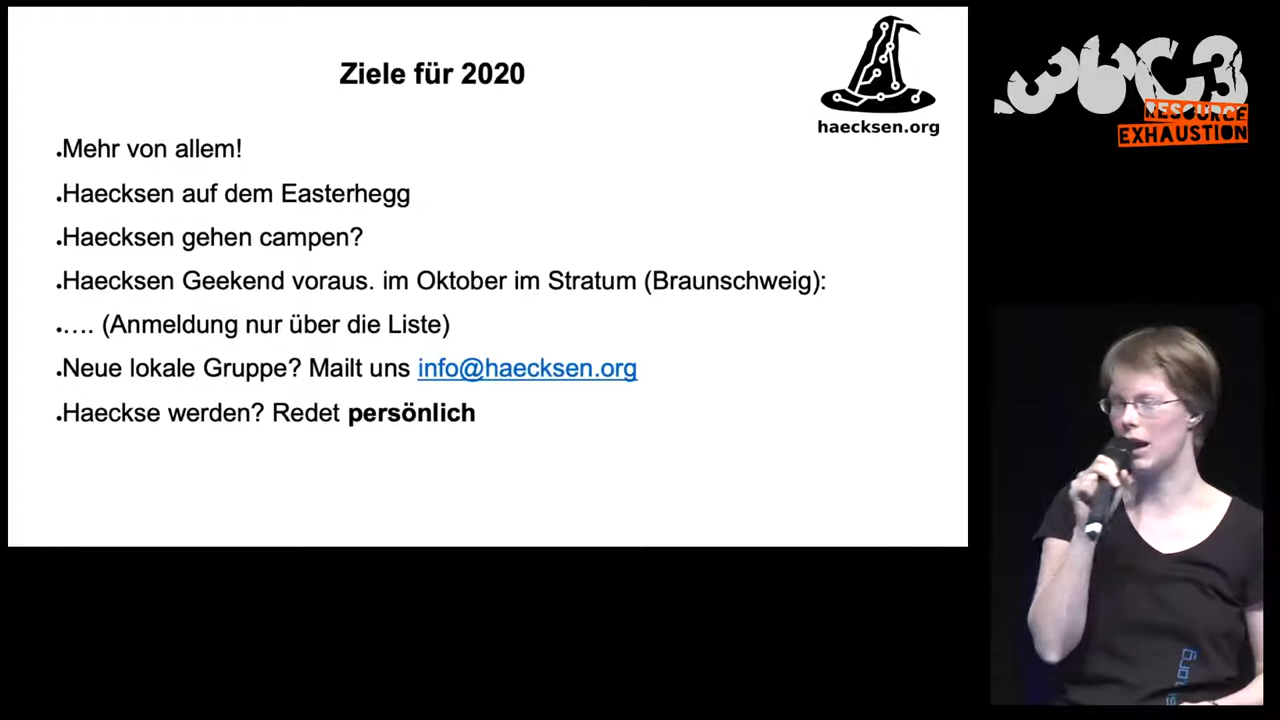 Ziele für 2020
haecksen.org
.Mehr von allem!
.Haecksen auf dem Easterhegg
.Haecksen gehen campen?
.Haecksen Geekend voraus. im Oktober im Stratum (Braunschweig):
.…. (Anmeldung nur über die Liste)
.Neue lokale Gruppe? Mailt uns info@haecksen.org
.Haeckse werden? Redet persönlich
36C3
RESOURCE
EXHAUSTION